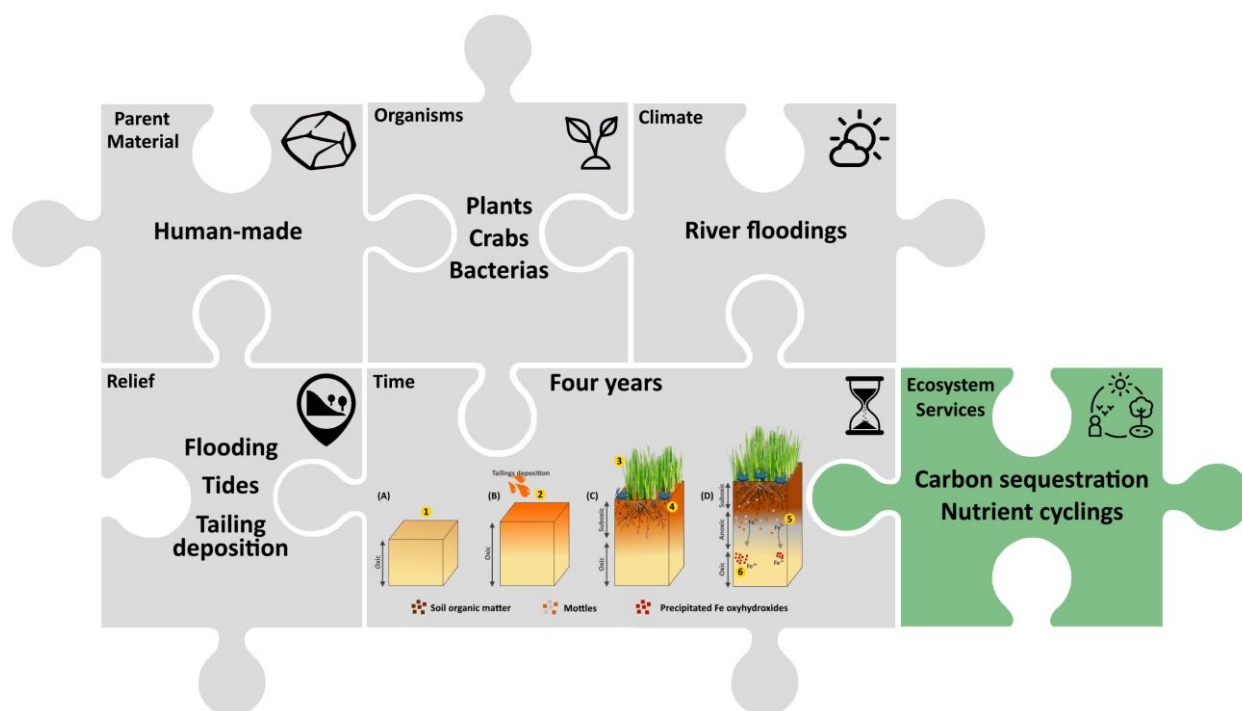 Parent
Material
Human-made
Organisms
Plants
Crabs
Bacterias
Climate
River floodings
Relief
Flooding
Tides
Tailing
deposition
Time
Four years
(A)
1
Oxic
Tailings deposition
(B)
2
Oxic
(C)
3
4
Suboxic
Oxic
(D)
5
6
Suboxic
Anoxic
Oxic
Soil organic matter
Mottles
Precipitated Fe oxyhydroxides
Ecosystem
Services
Carbon sequestration
Nutrient cyclings